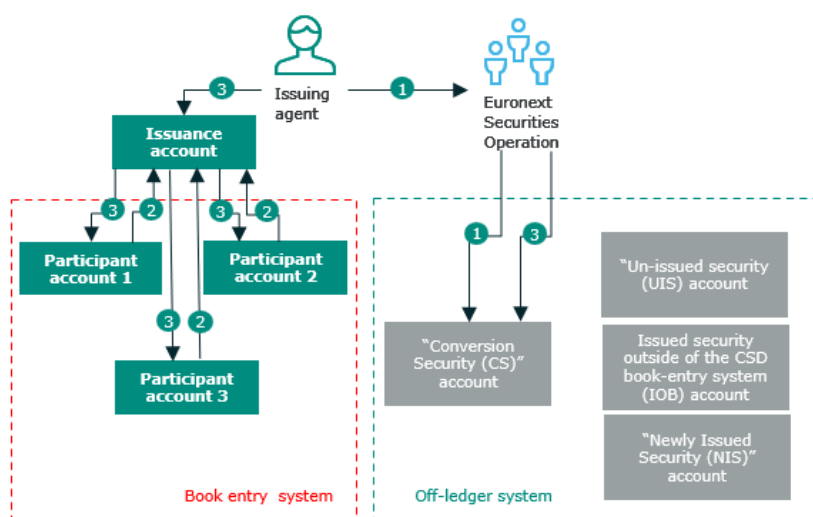 3
1
Issuing
agent
Euronext
Securities
Operation
Issuance
account
3
2
3
2
1
3
Participant
account 1
Participant
account 2
"Un-issued security
(UIS) account
3
2
"Conversion
Security (CS)"
account
Issued security
outside of the CSD
book-entry system
(IOB) account
Participant
account 3
"Newly Issued
Security (NIS)"
account
Book entry system
Off-ledger system